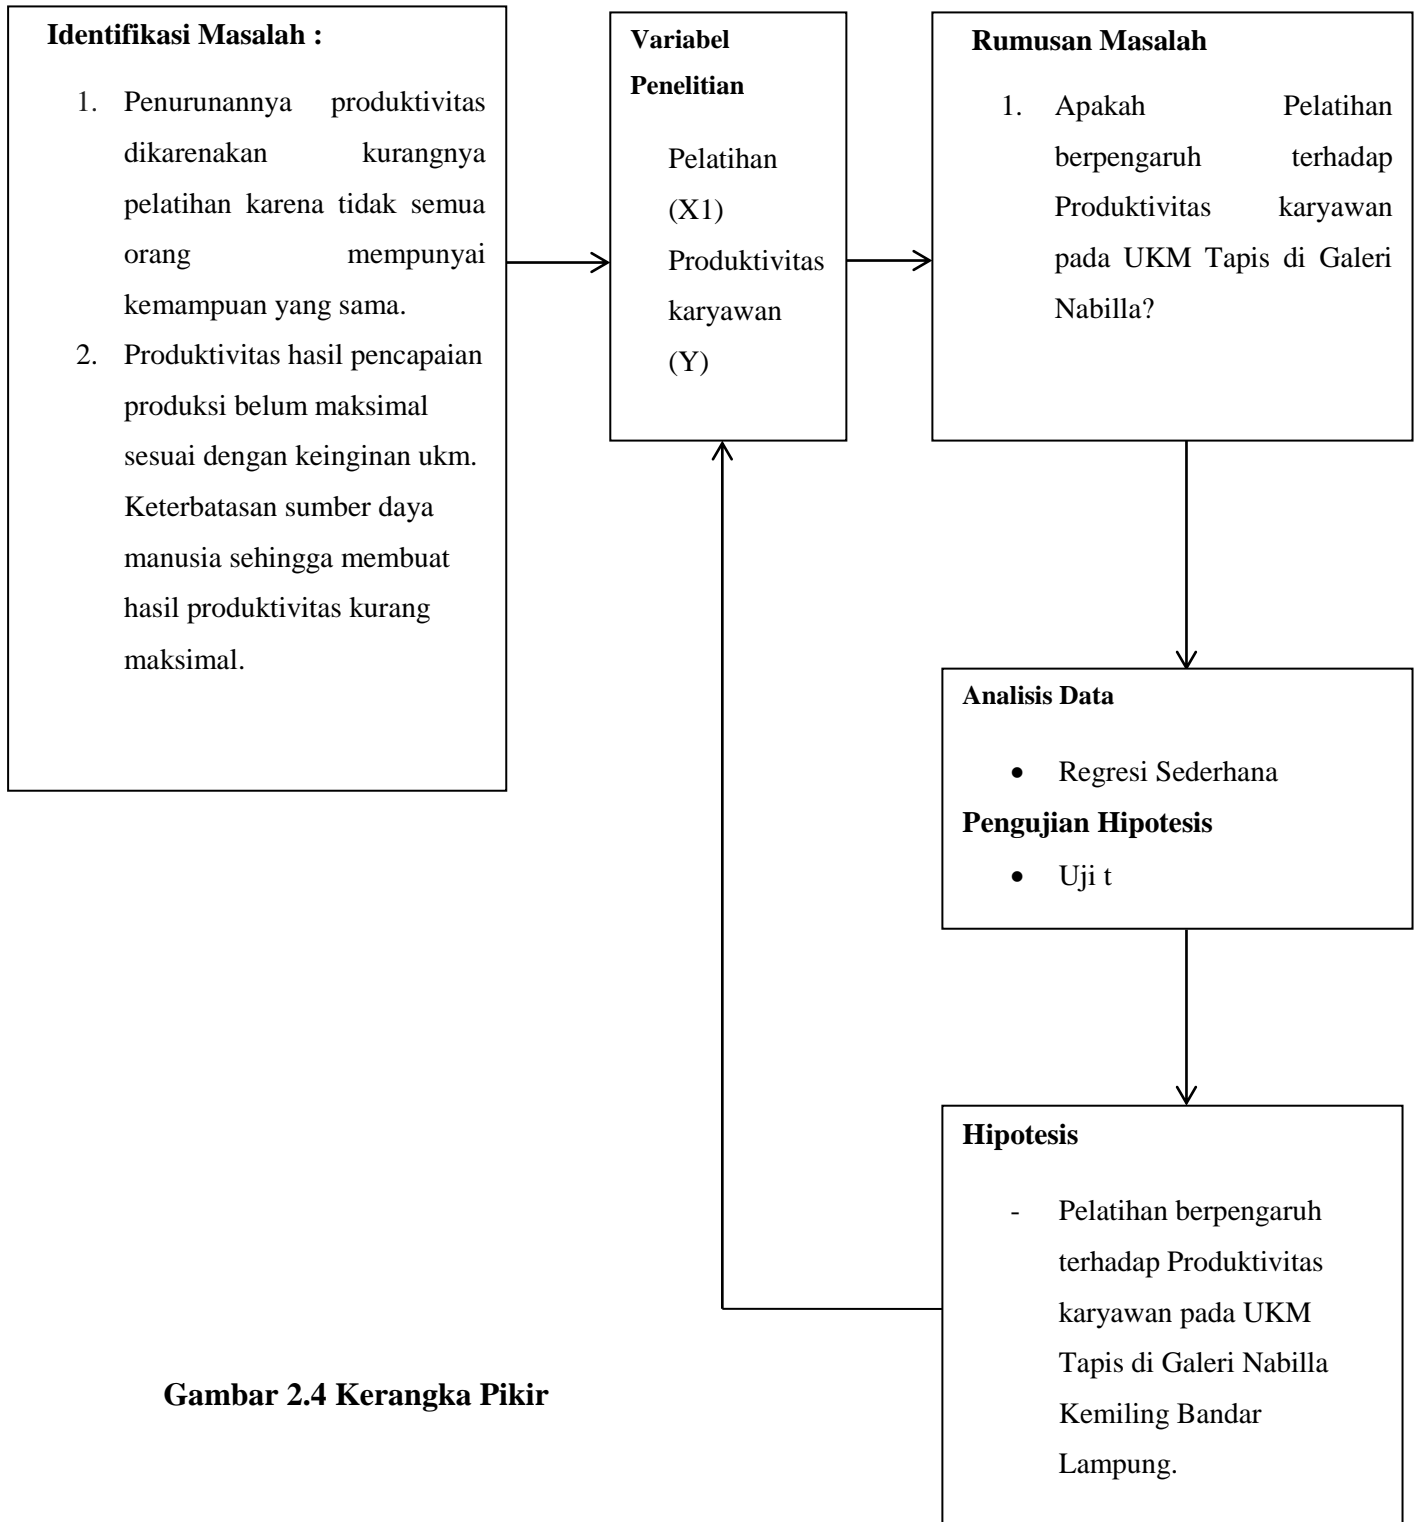 Identifikasi Masalah :
1. Penurunannya produktivitas
dikarenakan kurangnya
pelatihan karena tidak semua
orang mempunyai
kemampuan yang sama.
2. Produktivitas hasil pencapaian
produksi belum maksimal
sesuai dengan keinginan ukm.
Keterbatasan sumber daya
manusia sehingga membuat
hasil produktivitas kurang
maksimal.
Variabel
Penelitian
Pelatihan
(X1)
Produktivitas
karyawan
(Y)
Rumusan Masalah
1. Apakah Pelatihan
berpengaruh terhadap
Produktivitas karyawan
pada UKM Tapis di Galeri
Nabilla?
Analisis Data
• Regresi Sederhana
Pengujian Hipotesis
• Uji t
Hipotesis
- Pelatihan berpengaruh
terhadap Produktivitas
karyawan pada UKM
Tapis di Galeri Nabilla
Kemiling Bandar
Lampung.
Gambar 2.4 Kerangka Pikir